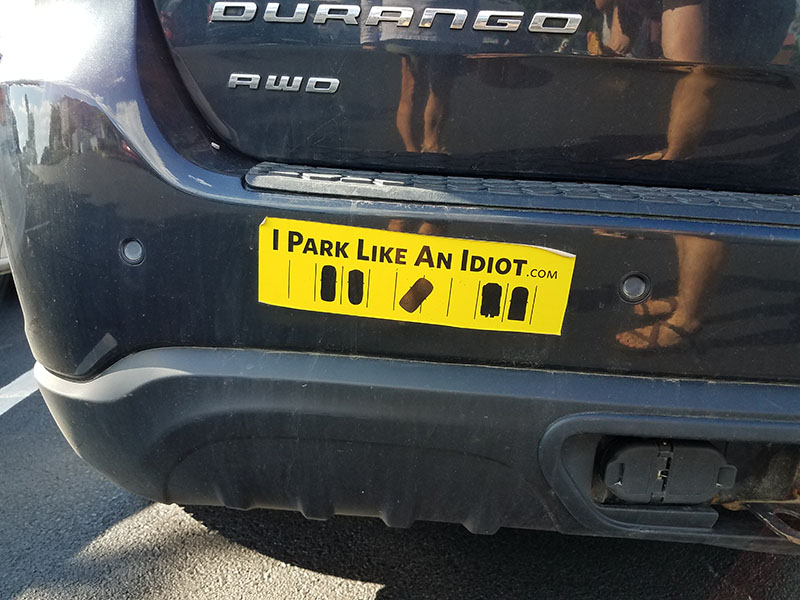 DURANGO
AWD
I PARK LIKE AN IDIOT.COM